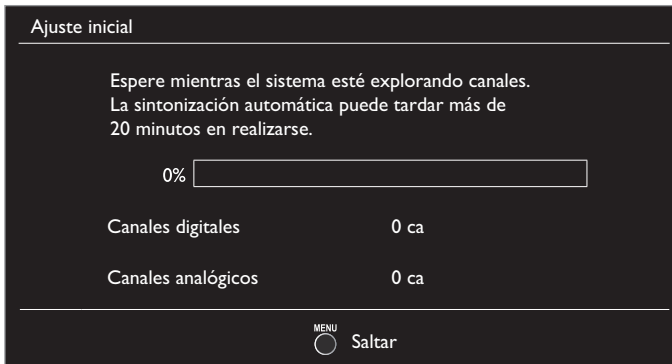 Ajuste inicial
Espere mientras el sistema esté explorando canales.
La sintonización automática puede tardar más de
20 minutos en realizarse.
0%
Canales digitales 0 ca
Canales analógicos 0 ca
MENU Saltar